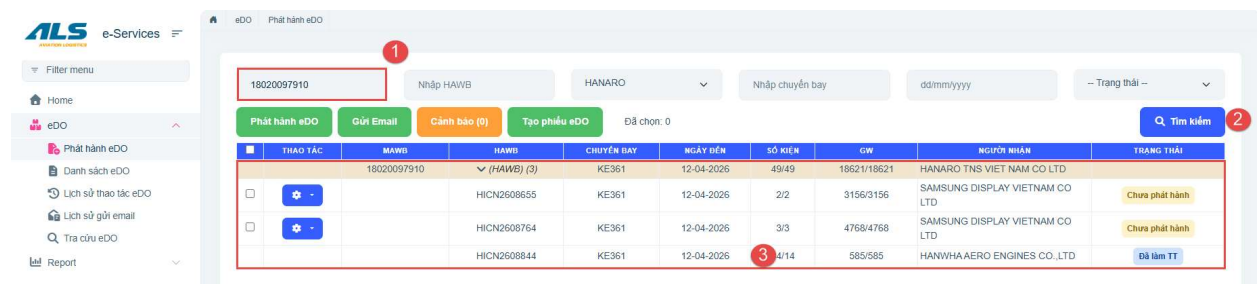 ALS
AVIATION LOGISTICS
e-Services
eDO Phát hành eDO
Filter menu
Home
eDO
Phát hành eDO
Danh sách eDO
Lịch sử thao tác eDO
Lịch sử gửi email
Tra cứu eDO
Report
1
18020097910 Nhập HAWB HANARO Nhập chuyến bay dd/mm/yyyy -- Trạng thái --
Phát hành eDO Gửi Email Cảnh báo (0) Tạo phiếu eDO Đã chọn: 0 Tìm kiếm 2
THAO TÁC MAWB HAWB CHUYẾN BAY NGÀY ĐẾN SỐ KIỆN GW NGƯỜI NHẬN TRẠNG THÁI
18020097910 (HAWB) (3) KE361 12-04-2026 49/49 18621/18621 HANARO TNS VIET NAM CO LTD
HICN2608655 KE361 12-04-2026 2/2 3156/3156 SAMSUNG DISPLAY VIETNAM CO LTD Chưa phát hành
HICN2608764 KE361 12-04-2026 3/3 4768/4768 SAMSUNG DISPLAY VIETNAM CO LTD Chưa phát hành
HICN2608844 KE361 12-04-2026 3 4/14 585/585 HANWHA AERO ENGINES CO.,LTD Đã làm TT